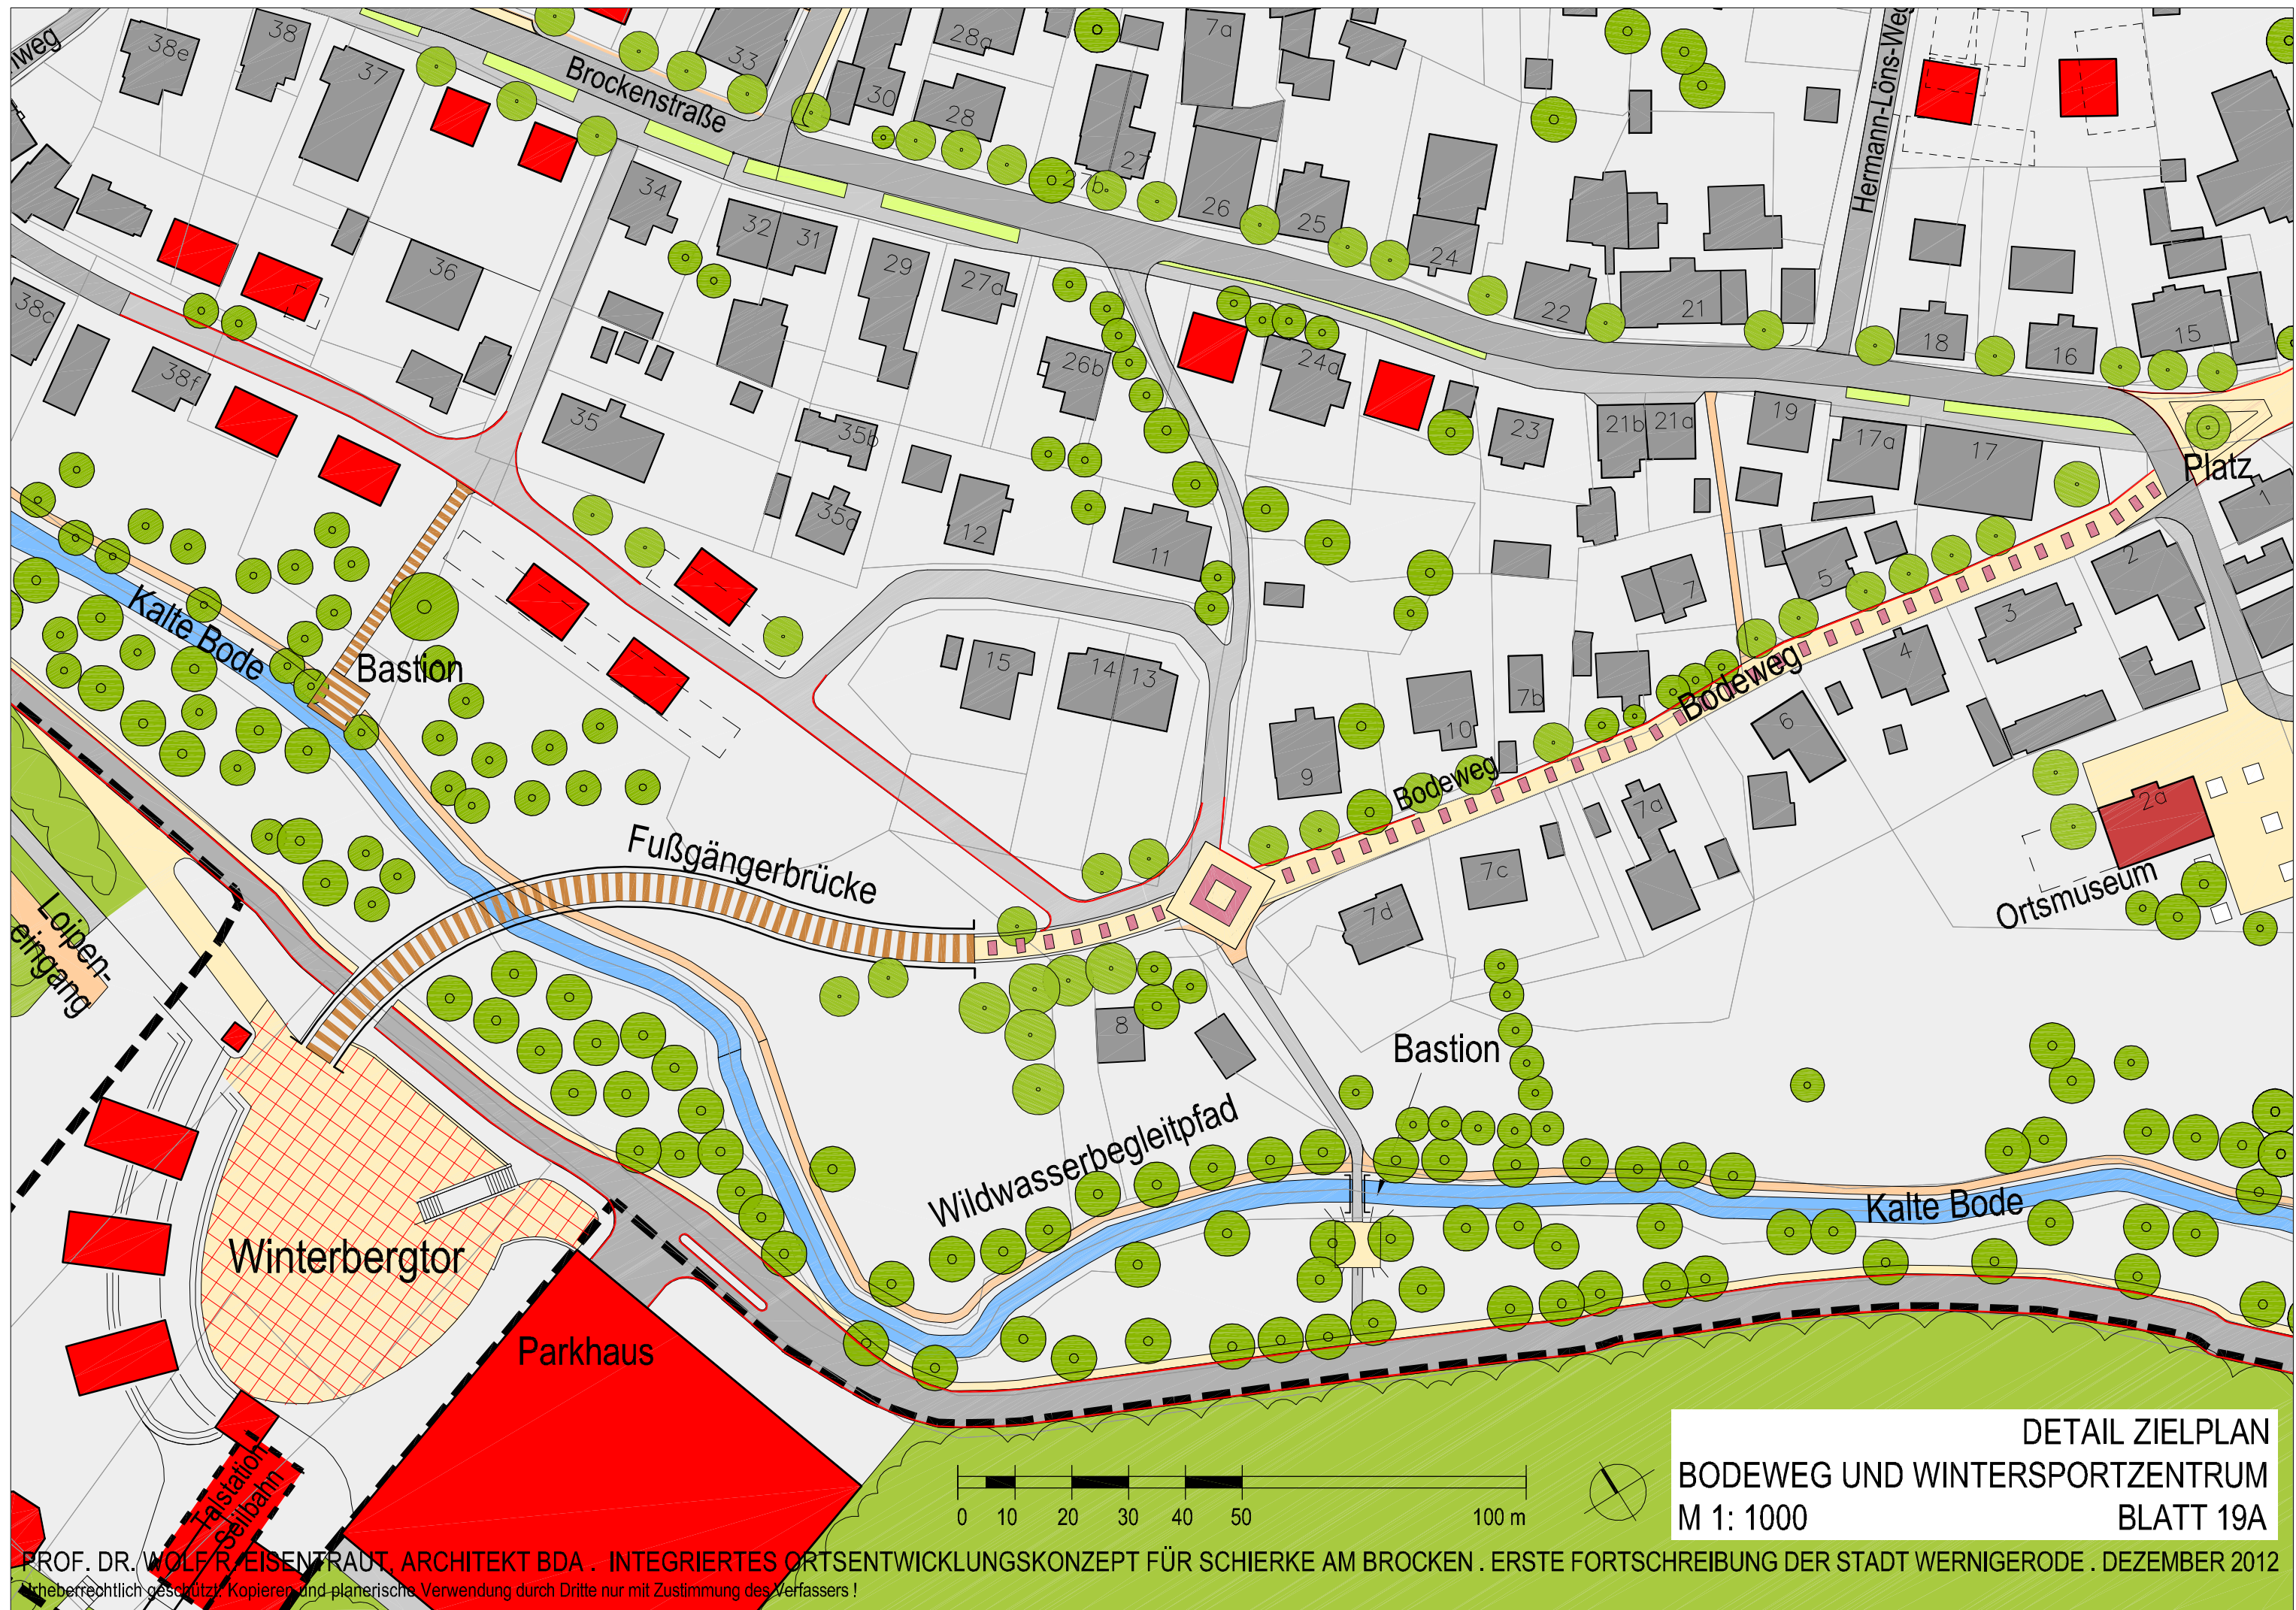 38e
38
37
33
28a
7a
30
28
27
27b
26
25
24
22
21
18
16
15
Brockenstraße
Hermann-Löns-Weg
34
32
31
29
27a
36
38c
38f
35
35b
35a
12
26b
11
24a
23
21b
21a
19
17a
17
Platz
1
2
3
4
5
6
7
7b
10
9
7a
7c
7d
8
15
14
13
2a
Kalte Bode
Bastion
Fußgängerbrücke
Bodeweg
Bodeweg
Ortsmuseum
Loipen-
eingang
Bastion
Wildwasserbegleitpfad
Kalte Bode
Winterbergtor
Parkhaus
Talstation
Seilbahn
0 10 20 30 40 50 100 m
DETAIL ZIELPLAN
BODEWEG UND WINTERSPORTZENTRUM
M 1: 1000 BLATT 19A
PROF. DR. WOLF R. EISENTRAUT, ARCHITEKT BDA . INTEGRIERTES ORTSENTWICKLUNGSKONZEPT FÜR SCHIERKE AM BROCKEN . ERSTE FORTSCHREIBUNG DER STADT WERNIGERODE . DEZEMBER 2012
Urheberrechtlich geschützt. Kopieren und planerische Verwendung durch Dritte nur mit Zustimmung des Verfassers !